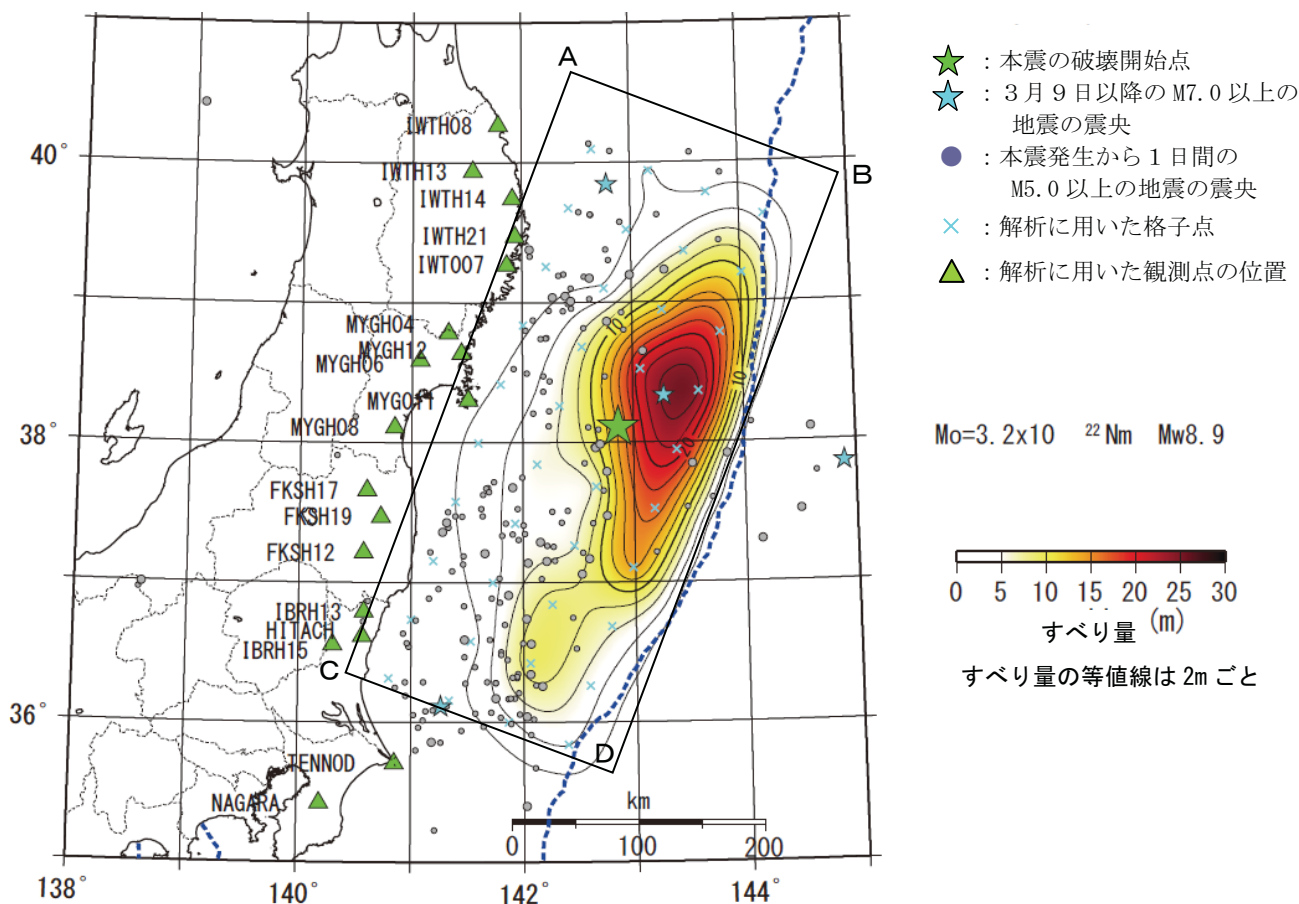 A
B
C
D
IWTH08
IWTH13
IWTH14
IWTH21
IWT007
MYGH04
MYGH12
MYGH06
MYG011
MYGH08
FKSH17
FKSH19
FKSH12
IBRH13
HITACH
IBRH15
TENNOD
NAGARA
10
10
20
40°
38°
36°
138°
140°
142°
144°
km
0 100 200
：本震の破壊開始点
：３月９日以降の M7.0 以上の
地震の震央
：本震発生から１日間の
M5.0 以上の地震の震央
：解析に用いた格子点
：解析に用いた観測点の位置
Mo=3.2x10 22 Nm Mw8.9
0 5 10 15 20 25 30
すべり量 (m)
すべり量の等値線は 2m ごと